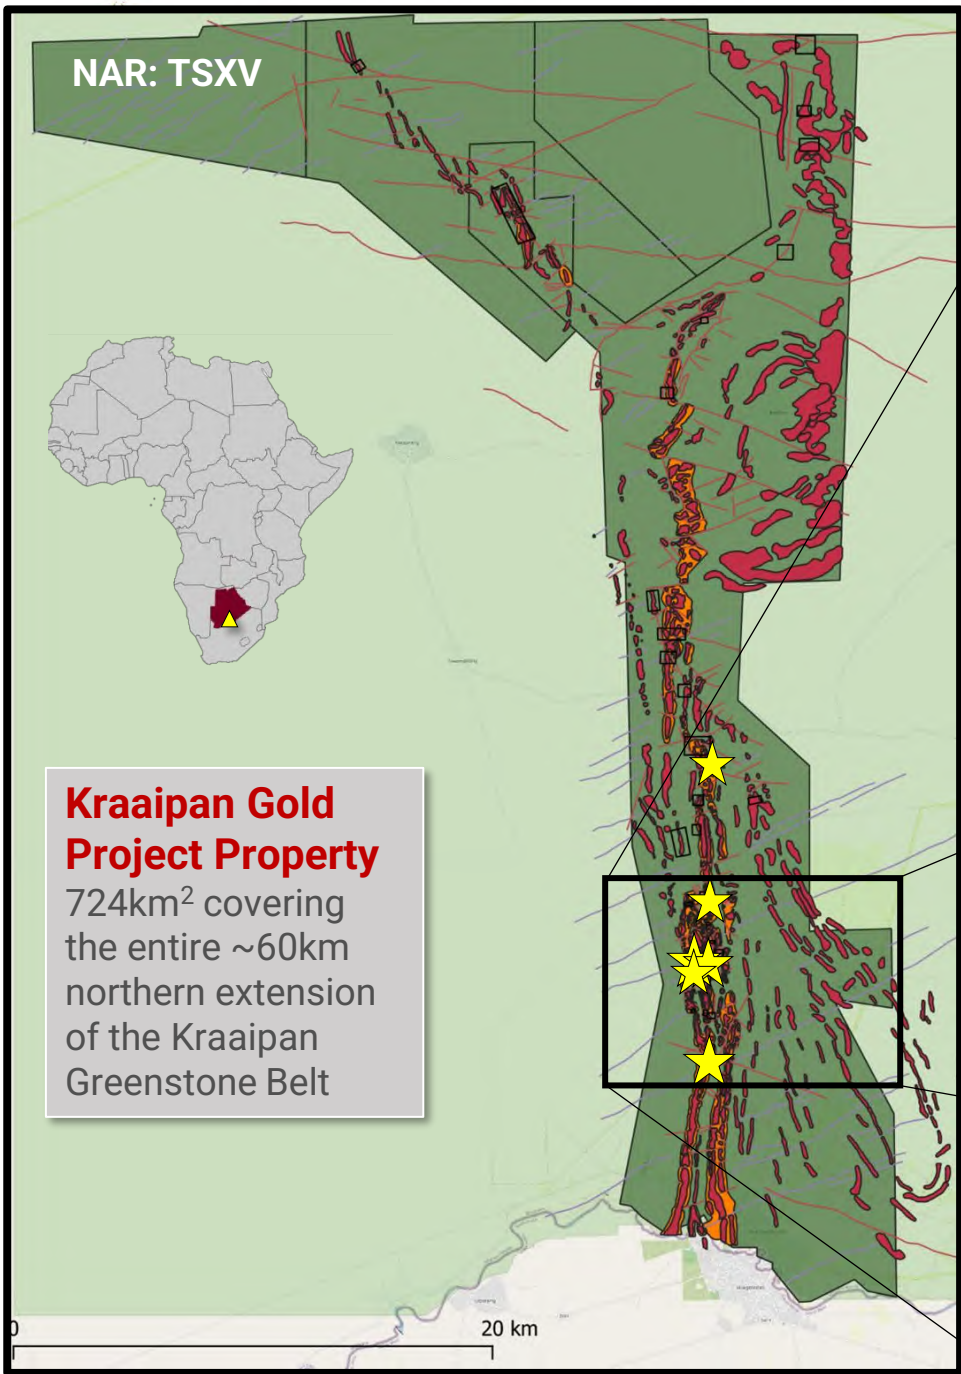 NAR: TSXV
Kraaipan Gold
Project Property
724km² covering
the entire ~60km
northern extension
of the Kraaipan
Greenstone Belt
0
20 km